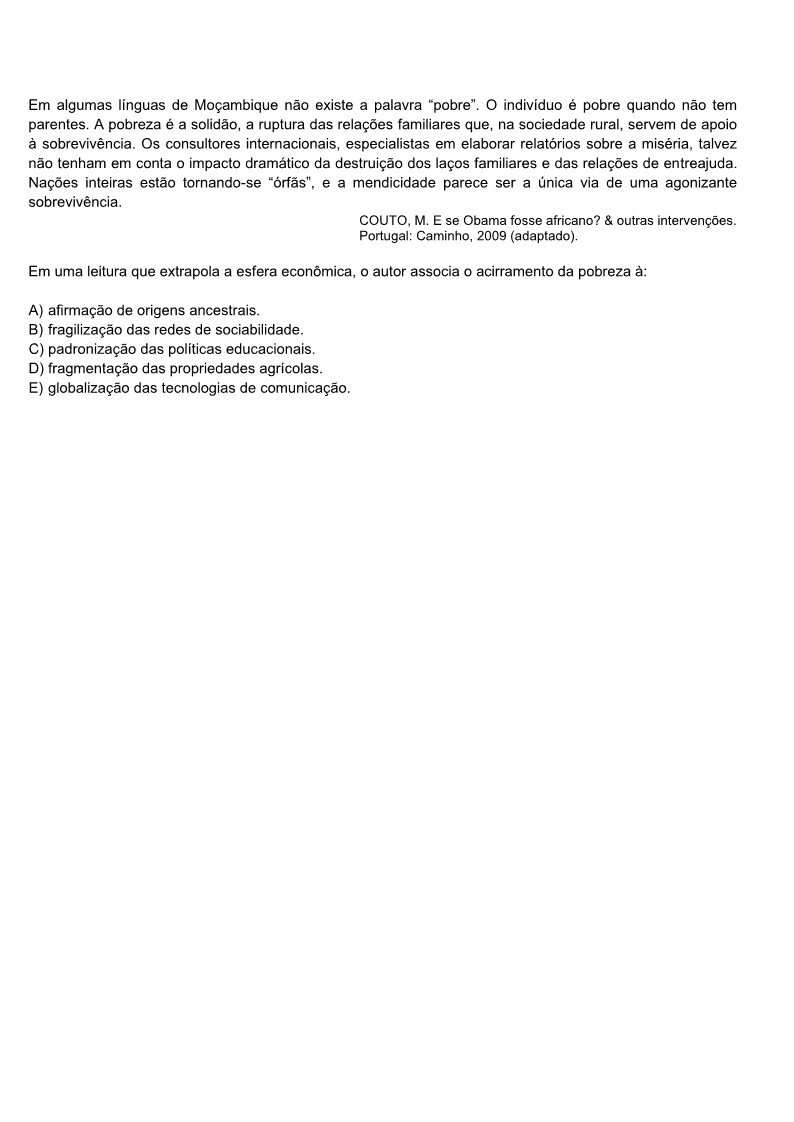 Em algumas línguas de Moçambique não existe a palavra “pobre”. O indivíduo é pobre quando não tem
parentes. A pobreza é a solidão, a ruptura das relações familiares que, na sociedade rural, servem de apoio
à sobrevivência. Os consultores internacionais, especialistas em elaborar relatórios sobre a miséria, talvez
não tenham em conta o impacto dramático da destruição dos laços familiares e das relações de entreajuda.
Nações inteiras estão tornando-se “órfãs”, e a mendicidade parece ser a única via de uma agonizante
sobrevivência.
COUTO, M. E se Obama fosse africano? & outras intervenções.
Portugal: Caminho, 2009 (adaptado).
Em uma leitura que extrapola a esfera econômica, o autor associa o acirramento da pobreza à:
A) afirmação de origens ancestrais.
B) fragilização das redes de sociabilidade.
C) padronização das políticas educacionais.
D) fragmentação das propriedades agrícolas.
E) globalização das tecnologias de comunicação.